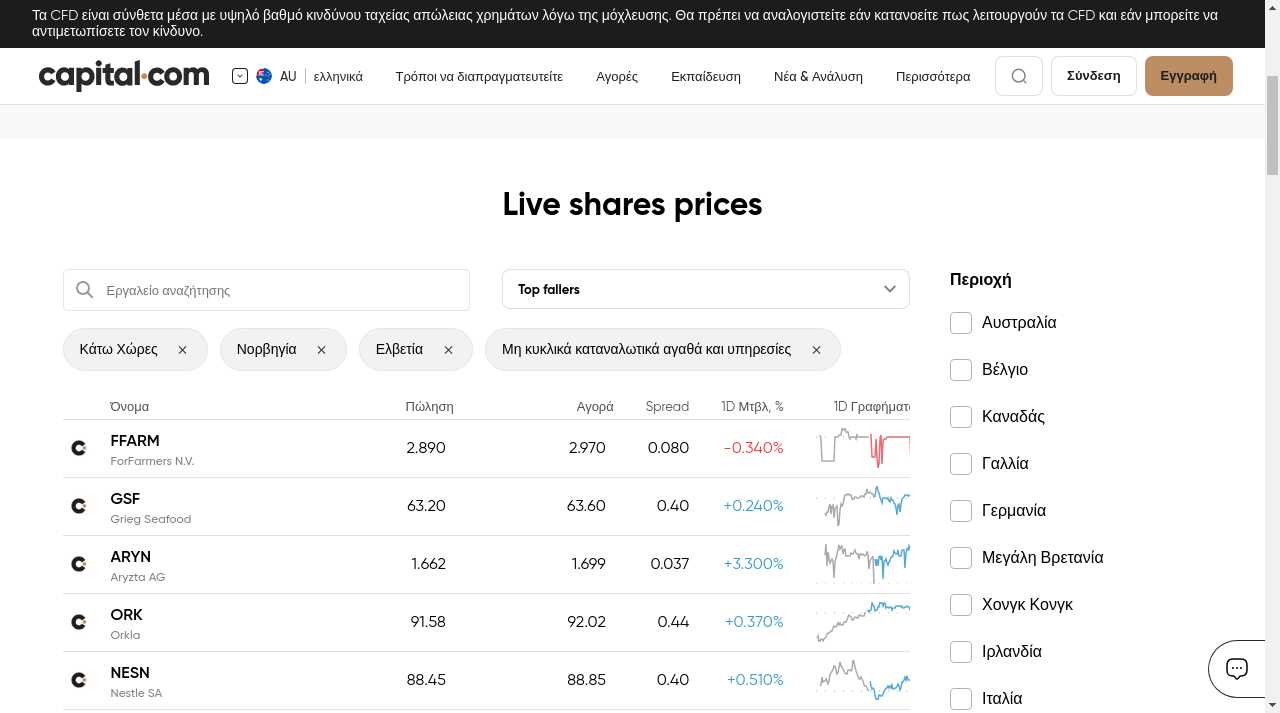 Τα CFD είναι σύνθετα μέσα με υψηλό βαθμό κινδύνου ταχείας απώλειας χρημάτων λόγω της μόχλευσης. Θα πρέπει να αναλογιστείτε εάν κατανοείτε πως λειτουργούν τα CFD και εάν μπορείτε να
αντιμετωπίσετε τον κίνδυνο.
capital.com AU ελληνικά Τρόποι να διαπραγματευτείτε Αγορές Εκπαίδευση Νέα & Ανάλυση Περισσότερα Σύνδεση Εγγραφή
Live shares prices
Εργαλείο αναζήτησης
Top fallers
Κάτω Χώρες
Νορβηγία
Ελβετία
Μη κυκλικά καταναλωτικά αγαθά και υπηρεσίες
Όνομα Πώληση Αγορά Spread 1D Μτβλ, % 1D Γραφήματα
FFARM 2.890 2.970 0.080 -0.340%
ForFarmers N.V.
GSF 63.20 63.60 0.40 +0.240%
Grieg Seafood
ARYN 1.662 1.699 0.037 +3.300%
Aryzta AG
ORK 91.58 92.02 0.44 +0.370%
Orkla
NESN 88.45 88.85 0.40 +0.510%
Nestle SA
Περιοχή
Αυστραλία
Βέλγιο
Καναδάς
Γαλλία
Γερμανία
Μεγάλη Βρετανία
Χονγκ Κονγκ
Ιρλανδία
Ιταλία